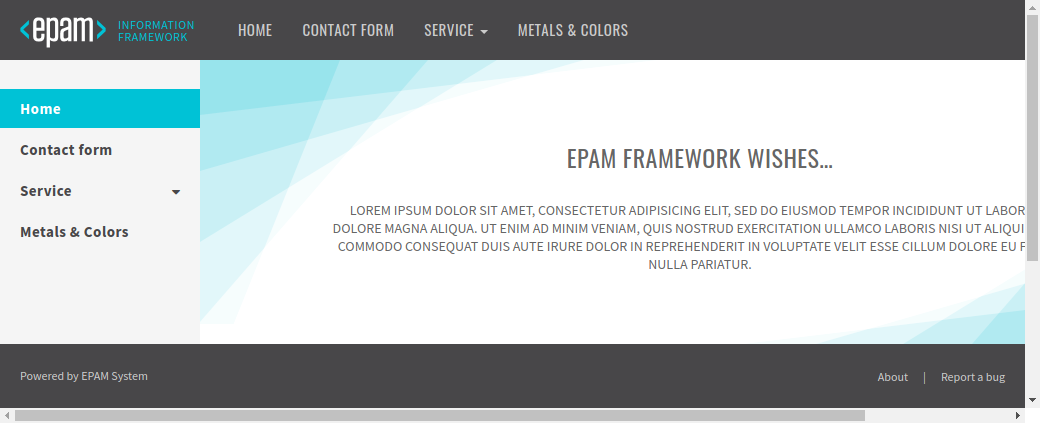 <epam> INFORMATION
FRAMEWORK
HOME CONTACT FORM SERVICE METALS & COLORS
Home
Contact form
Service
Metals & Colors
EPAM FRAMEWORK WISHES…
LOREM IPSUM DOLOR SIT AMET, CONSECTETUR ADIPISICING ELIT, SED DO EIUSMOD TEMPOR INCIDIDUNT UT LABOR
DOLORE MAGNA ALIQUA. UT ENIM AD MINIM VENIAM, QUIS NOSTRUD EXERCITATION ULLAMCO LABORIS NISI UT ALIQUI
COMMODO CONSEQUAT DUIS AUTE IRURE DOLOR IN REPREHENDERIT IN VOLUPTATE VELIT ESSE CILLUM DOLORE EU F
NULLA PARIATUR.
Powered by EPAM System
About | Report a bug